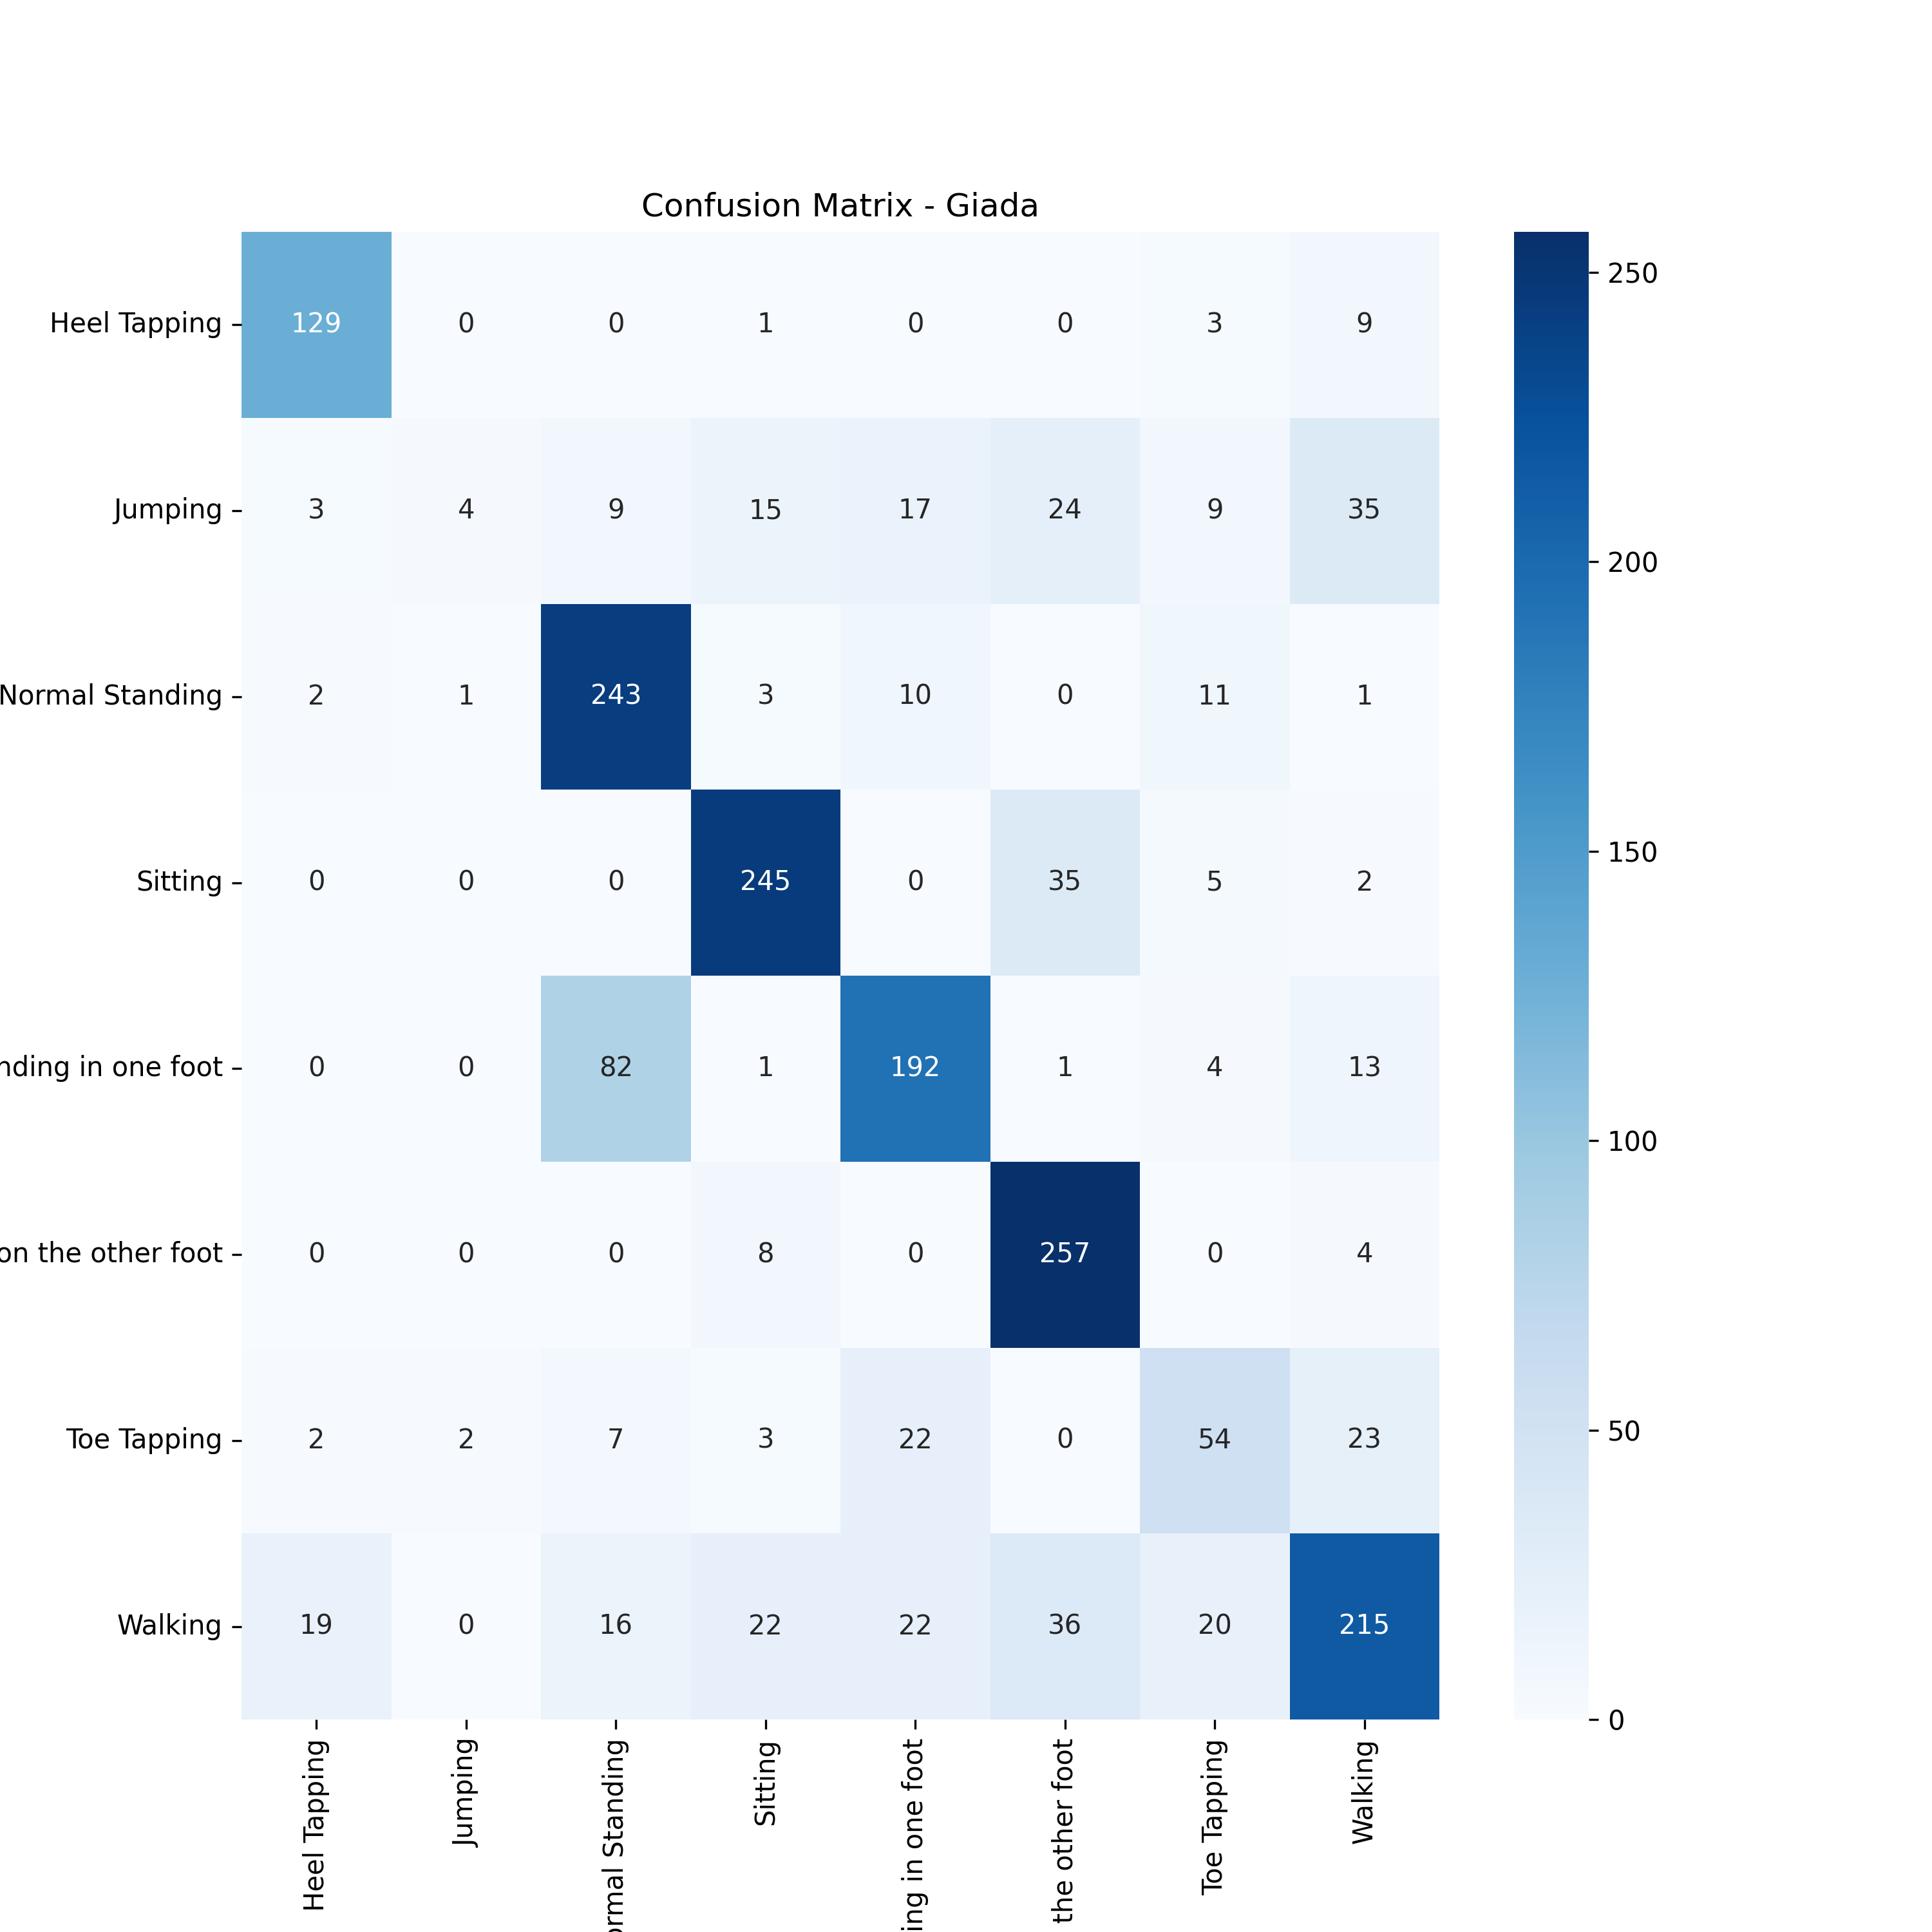 Confusion Matrix - Giada
Heel Tapping 129 0 0 1 0 0 3 9
Jumping 3 4 9 15 17 24 9 35
Normal Standing 2 1 243 3 10 0 11 1
Sitting 0 0 0 245 0 35 5 2
nding in one foot 0 0 82 1 192 1 4 13
on the other foot 0 0 0 8 0 257 0 4
Toe Tapping 2 2 7 3 22 0 54 23
Walking 19 0 16 22 22 36 20 215
250
200
150
100
50
0
Heel Tapping
Jumping
ormal Standing
Sitting
ing in one foot
the other foot
Toe Tapping
Walking